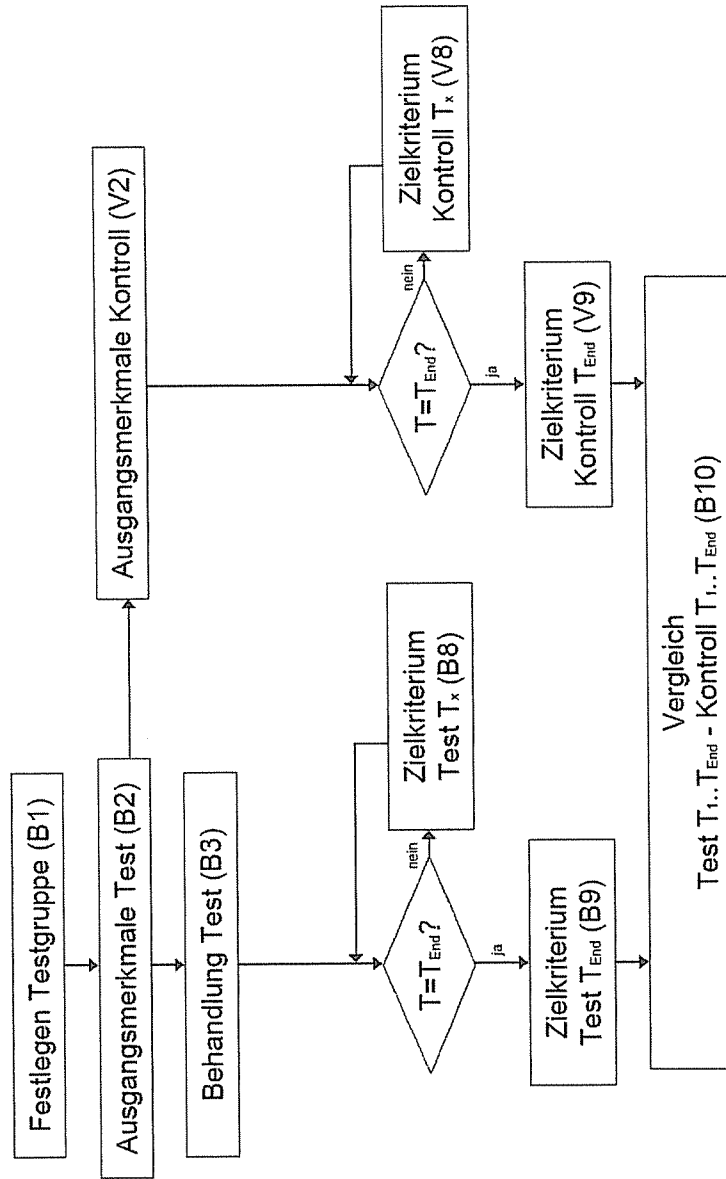 Festlegen Testgruppe (B1)
Ausgangsmerkmale Test (B2)
Ausgangsmerkmale Kontroll (V2)
Behandlung Test (B3)
T=T_End?
nein
Zielkriterium
Test T_x (B8)
ja
Zielkriterium
Test T_End (B9)
T=T_End?
nein
Zielkriterium
Kontroll T_x (V8)
ja
Zielkriterium
Kontroll T_End (V9)
Vergleich
Test T_1..T_End - Kontroll T_1..T_End (B10)